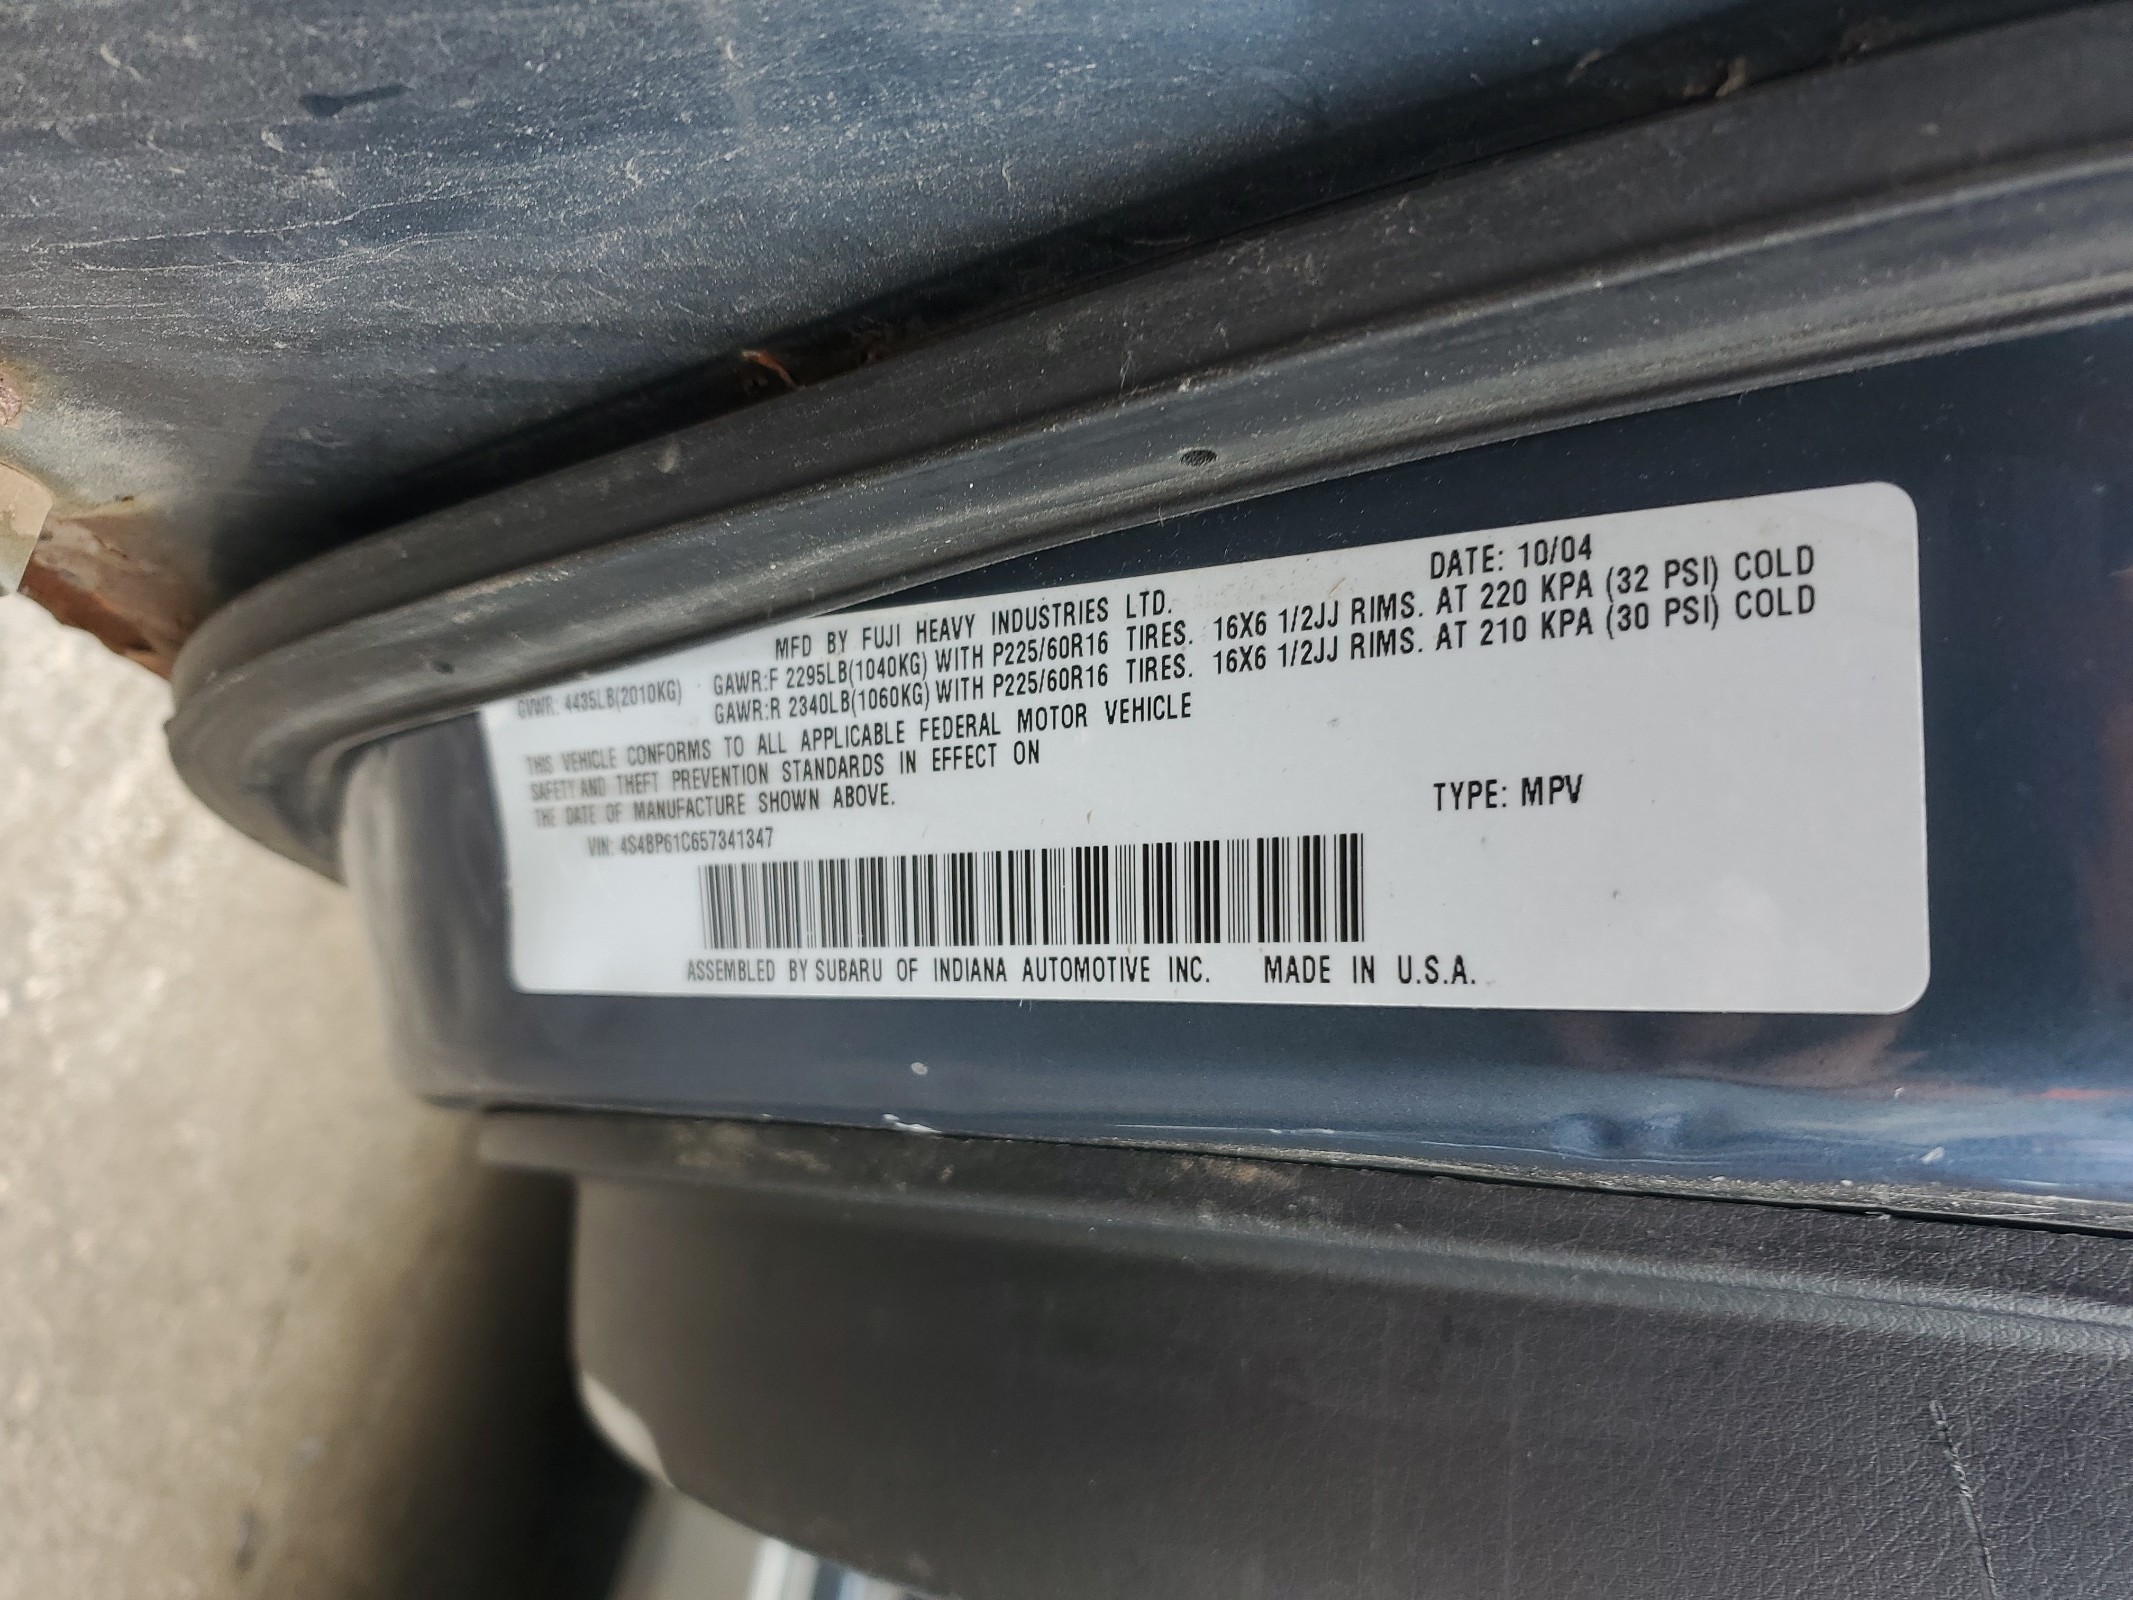 MFD BY FUJI HEAVY INDUSTRIES LTD. DATE: 10/04
GVWR: 4435LB(2010KG) GAWR:F 2295LB(1040KG) WITH P225/60R16 TIRES. 16X6 1/2JJ RIMS. AT 220 KPA (32 PSI) COLD
GAWR:R 2340LB(1060KG) WITH P225/60R16 TIRES. 16X6 1/2JJ RIMS. AT 210 KPA (30 PSI) COLD
THIS VEHICLE CONFORMS TO ALL APPLICABLE FEDERAL MOTOR VEHICLE
SAFETY AND THEFT PREVENTION STANDARDS IN EFFECT ON
THE DATE OF MANUFACTURE SHOWN ABOVE.
TYPE: MPV
VIN: 4S4BP61C657341347
ASSEMBLED BY SUBARU OF INDIANA AUTOMOTIVE INC. MADE IN U.S.A.